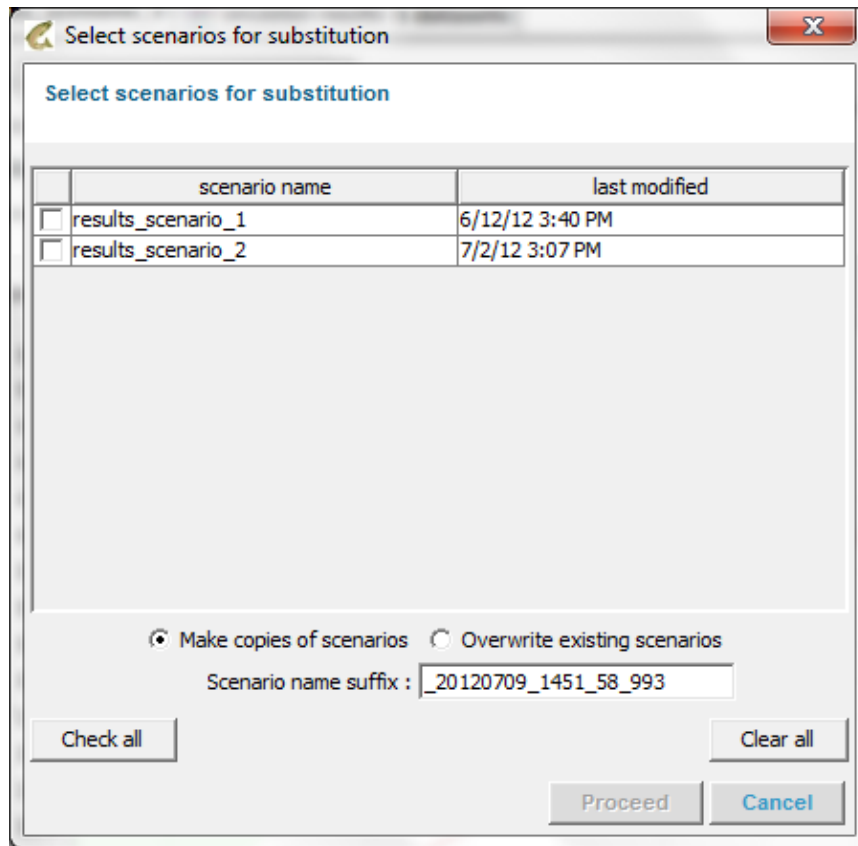 Select scenarios for substitution
Select scenarios for substitution
scenario name last modified
results_scenario_1 6/12/12 3:40 PM
results_scenario_2 7/2/12 3:07 PM
Make copies of scenarios Overwrite existing scenarios
Scenario name suffix : _20120709_1451_58_993
Check all Clear all
Proceed Cancel